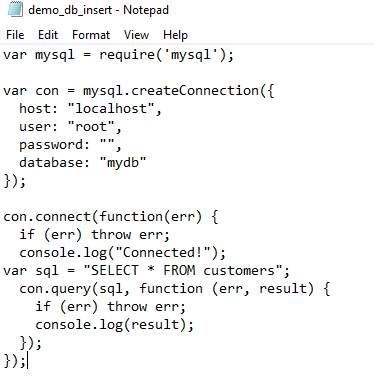 demo_db_insert - Notepad
File Edit Format View Help
var mysql = require('mysql');
var con = mysql.createConnection({
  host: "localhost",
  user: "root",
  password: "",
  database: "mydb"
});
con.connect(function(err) {
  if (err) throw err;
  console.log("Connected!");
var sql = "SELECT * FROM customers";
  con.query(sql, function (err, result) {
    if (err) throw err;
    console.log(result);
  });
});